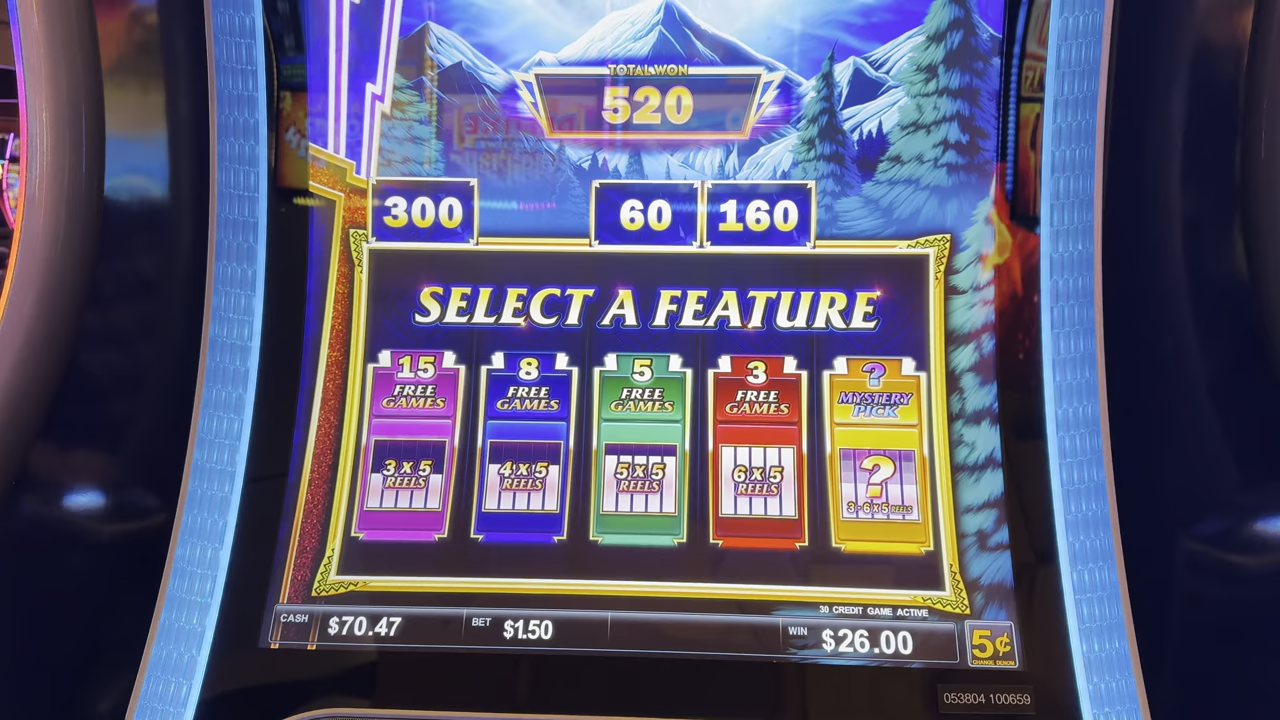 TOTAL WON
520
300 60 160
SELECT A FEATURE
15
FREE
GAMES
3 X 5
REELS
8
FREE
GAMES
4 X 5
REELS
5
FREE
GAMES
5 X 5
REELS
3
FREE
GAMES
6 X 5
REELS
?
MYSTERY
PICK
?
3 - 6 X 5 REELS
30 CREDIT GAME ACTIVE
CASH $70.47 BET $1.50 WIN $26.00
5¢
CHANGE DENOM
053804 100659